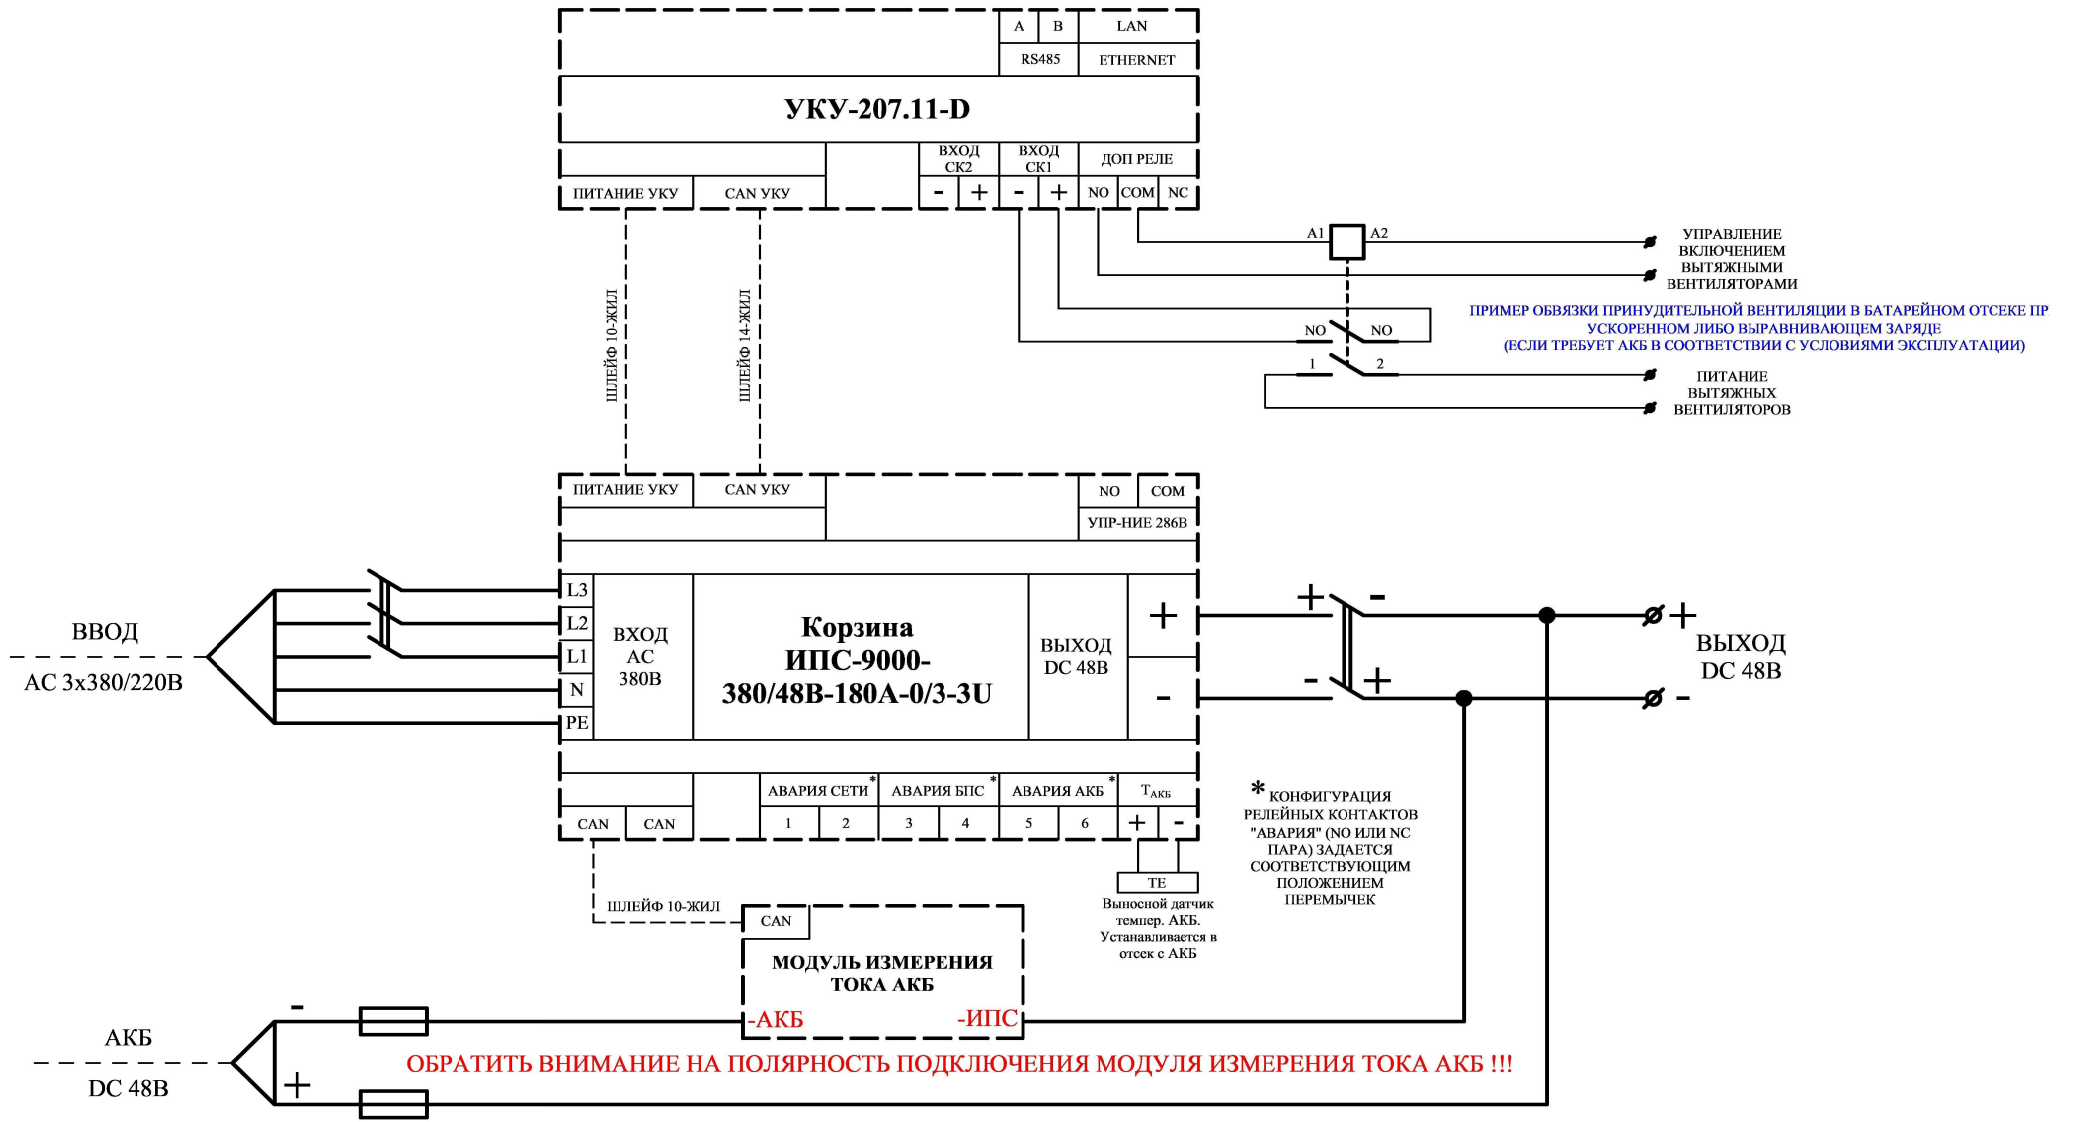 A B LAN
RS485 ETHERNET
УКУ-207.11-D
ВХОД СК2
ВХОД СК1
ДОП РЕЛЕ
ПИТАНИЕ УКУ CAN УКУ - + - + NO COM NC
ШЛЕЙФ 10-ЖИЛ
ШЛЕЙФ 14-ЖИЛ
A1 A2
УПРАВЛЕНИЕ
ВКЛЮЧЕНИЕМ
ВЫТЯЖНЫМИ
ВЕНТИЛЯТОРАМИ
ПРИМЕР ОБВЯЗКИ ПРИНУДИТЕЛЬНОЙ ВЕНТИЛЯЦИИ В БАТАРЕЙНОМ ОТСЕКЕ ПР
УСКОРЕННОМ ЛИБО ВЫРАВНИВАЮЩЕМ ЗАРЯДЕ
(ЕСЛИ ТРЕБУЕТ АКБ В СООТВЕТСТВИИ С УСЛОВИЯМИ ЭКСПЛУАТАЦИИ)
NO NO
1 2
ПИТАНИЕ
ВЫТЯЖНЫХ
ВЕНТИЛЯТОРОВ
ПИТАНИЕ УКУ CAN УКУ NO COM
УПР-НИЕ 286В
ВВОД
АС 3х380/220В
L3
L2
L1
N
PE
ВХОД
АС
380В
Корзина
ИПС-9000-
380/48В-180А-0/3-3U
ВЫХОД
DC 48В
+
-
+ -
- +
+
-
ВЫХОД
DC 48В
АВАРИЯ СЕТИ * АВАРИЯ БПС * АВАРИЯ АКБ * ТАКБ
CAN CAN 1 2 3 4 5 6 + -
ТЕ
Выносной датчик
темпер. АКБ.
Устанавливается в
отсек с АКБ
* КОНФИГУРАЦИЯ
РЕЛЕЙНЫХ КОНТАКТОВ
"АВАРИЯ" (NO ИЛИ NC
ПАРА) ЗАДАЕТСЯ
СООТВЕТСТВУЮЩИМ
ПОЛОЖЕНИЕМ
ПЕРЕМЫЧЕК
ШЛЕЙФ 10-ЖИЛ
CAN
МОДУЛЬ ИЗМЕРЕНИЯ
ТОКА АКБ
-АКБ -ИПС
АКБ
DC 48В
-
+
ОБРАТИТЬ ВНИМАНИЕ НА ПОЛЯРНОСТЬ ПОДКЛЮЧЕНИЯ МОДУЛЯ ИЗМЕРЕНИЯ ТОКА АКБ !!!